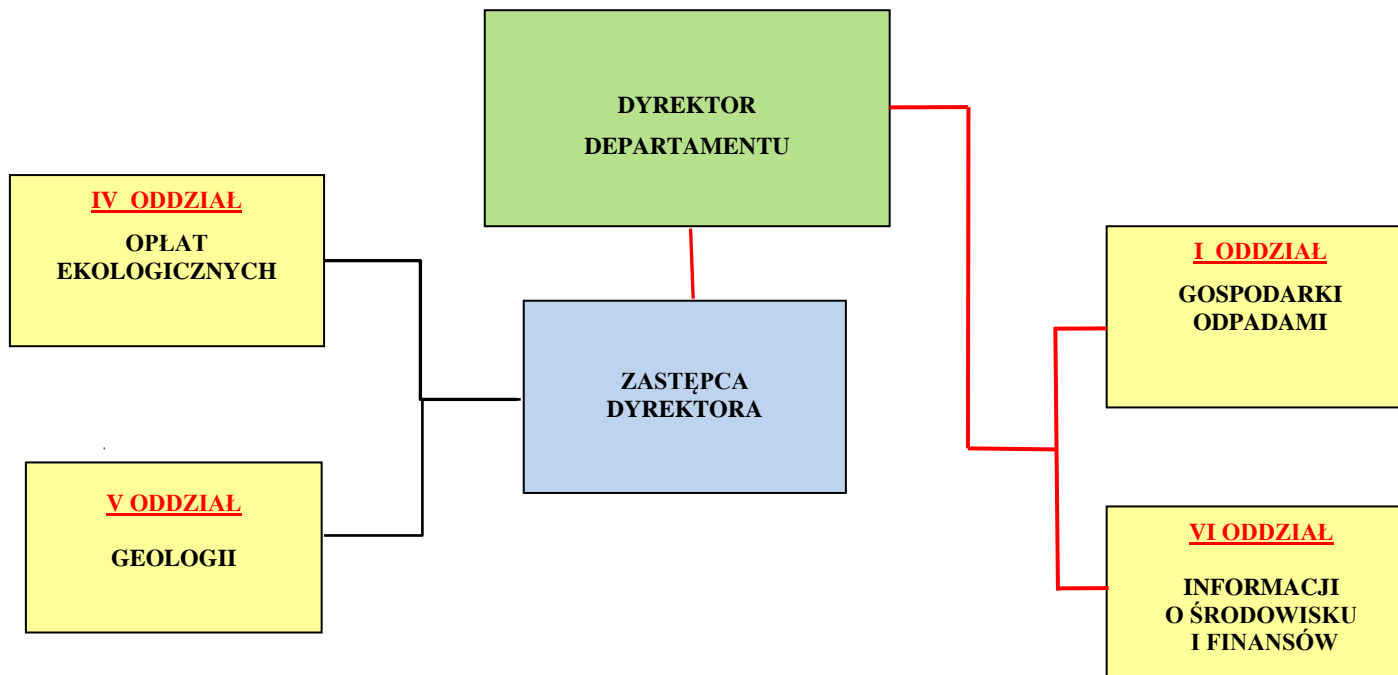 DYREKTOR
DEPARTAMENTU
IV ODDZIAŁ
OPŁAT
EKOLOGICZNYCH
I ODDZIAŁ
GOSPODARKI
ODPADAMI
ZASTĘPCA
DYREKTORA
V ODDZIAŁ
GEOLOGII
VI ODDZIAŁ
INFORMACJI
O ŚRODOWISKU
I FINANSÓW